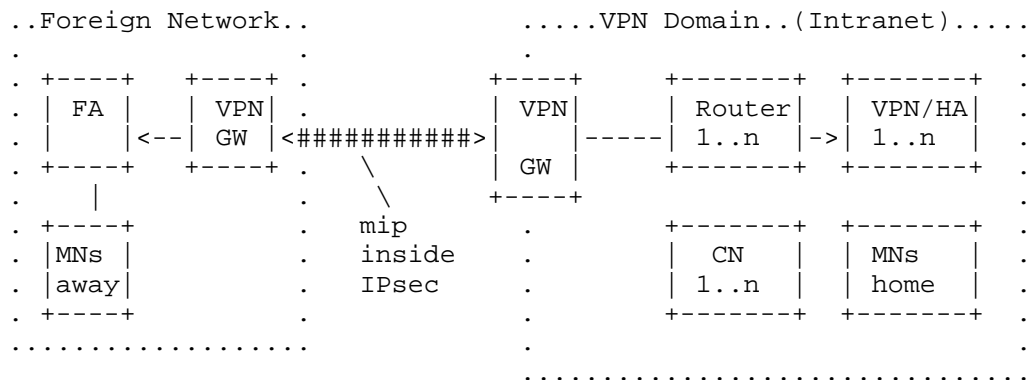 ..Foreign Network..             .....VPN Domain..(Intranet).....
FA     VPN     VPN     Router     VPN/HA
GW     1..n     1..n
GW
mip
MNs     inside     CN     MNs
away     IPsec     1..n     home